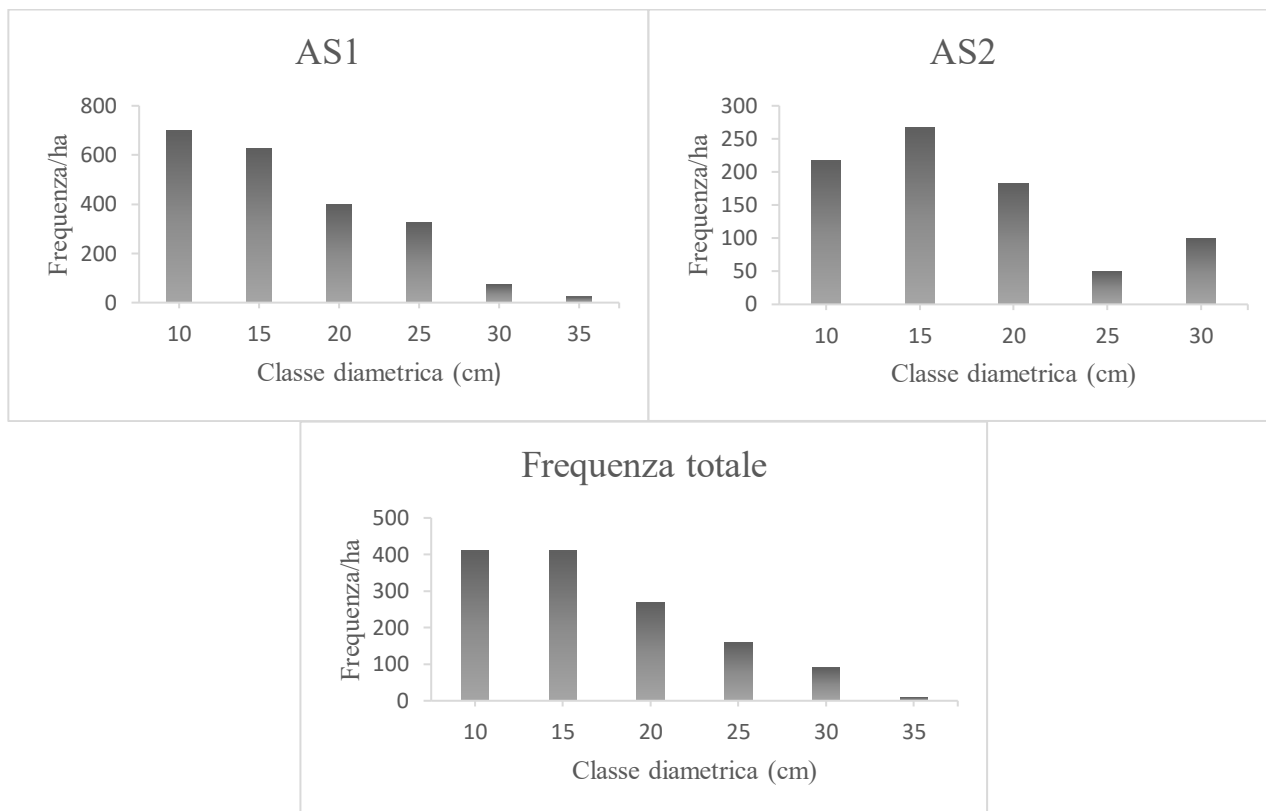 AS1
Frequenza/ha
800
600
400
200
0
10 15 20 25 30 35
Classe diametrica (cm)
AS2
Frequenza/ha
300
250
200
150
100
50
0
10 15 20 25 30
Classe diametrica (cm)
Frequenza totale
Frequenza/ha
500
400
300
200
100
0
10 15 20 25 30 35
Classe diametrica (cm)